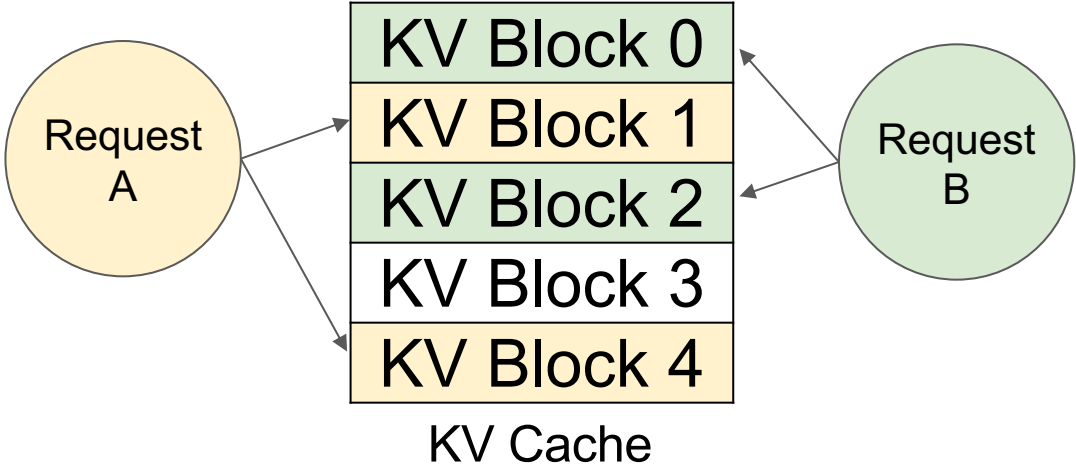 Request
A
KV Block 0
KV Block 1
KV Block 2
KV Block 3
KV Block 4
KV Cache
Request
B